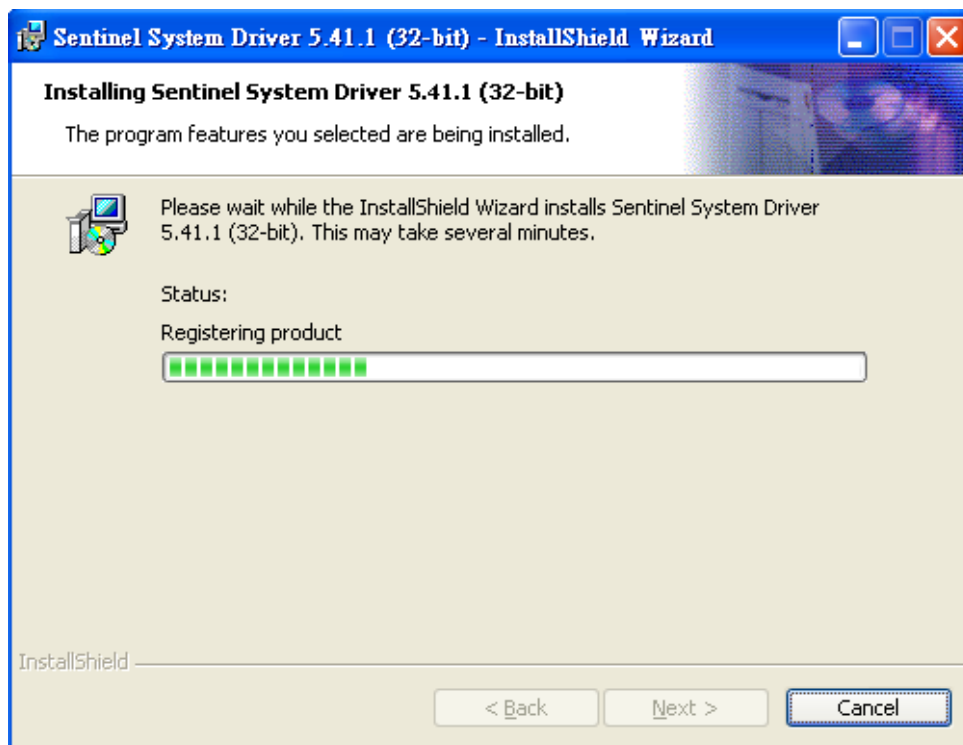 Sentinel System Driver 5.41.1 (32-bit) - InstallShield Wizard
Installing Sentinel System Driver 5.41.1 (32-bit)
The program features you selected are being installed.
Please wait while the InstallShield Wizard installs Sentinel System Driver
5.41.1 (32-bit). This may take several minutes.
Status:
Registering product
InstallShield
< Back
Next >
Cancel